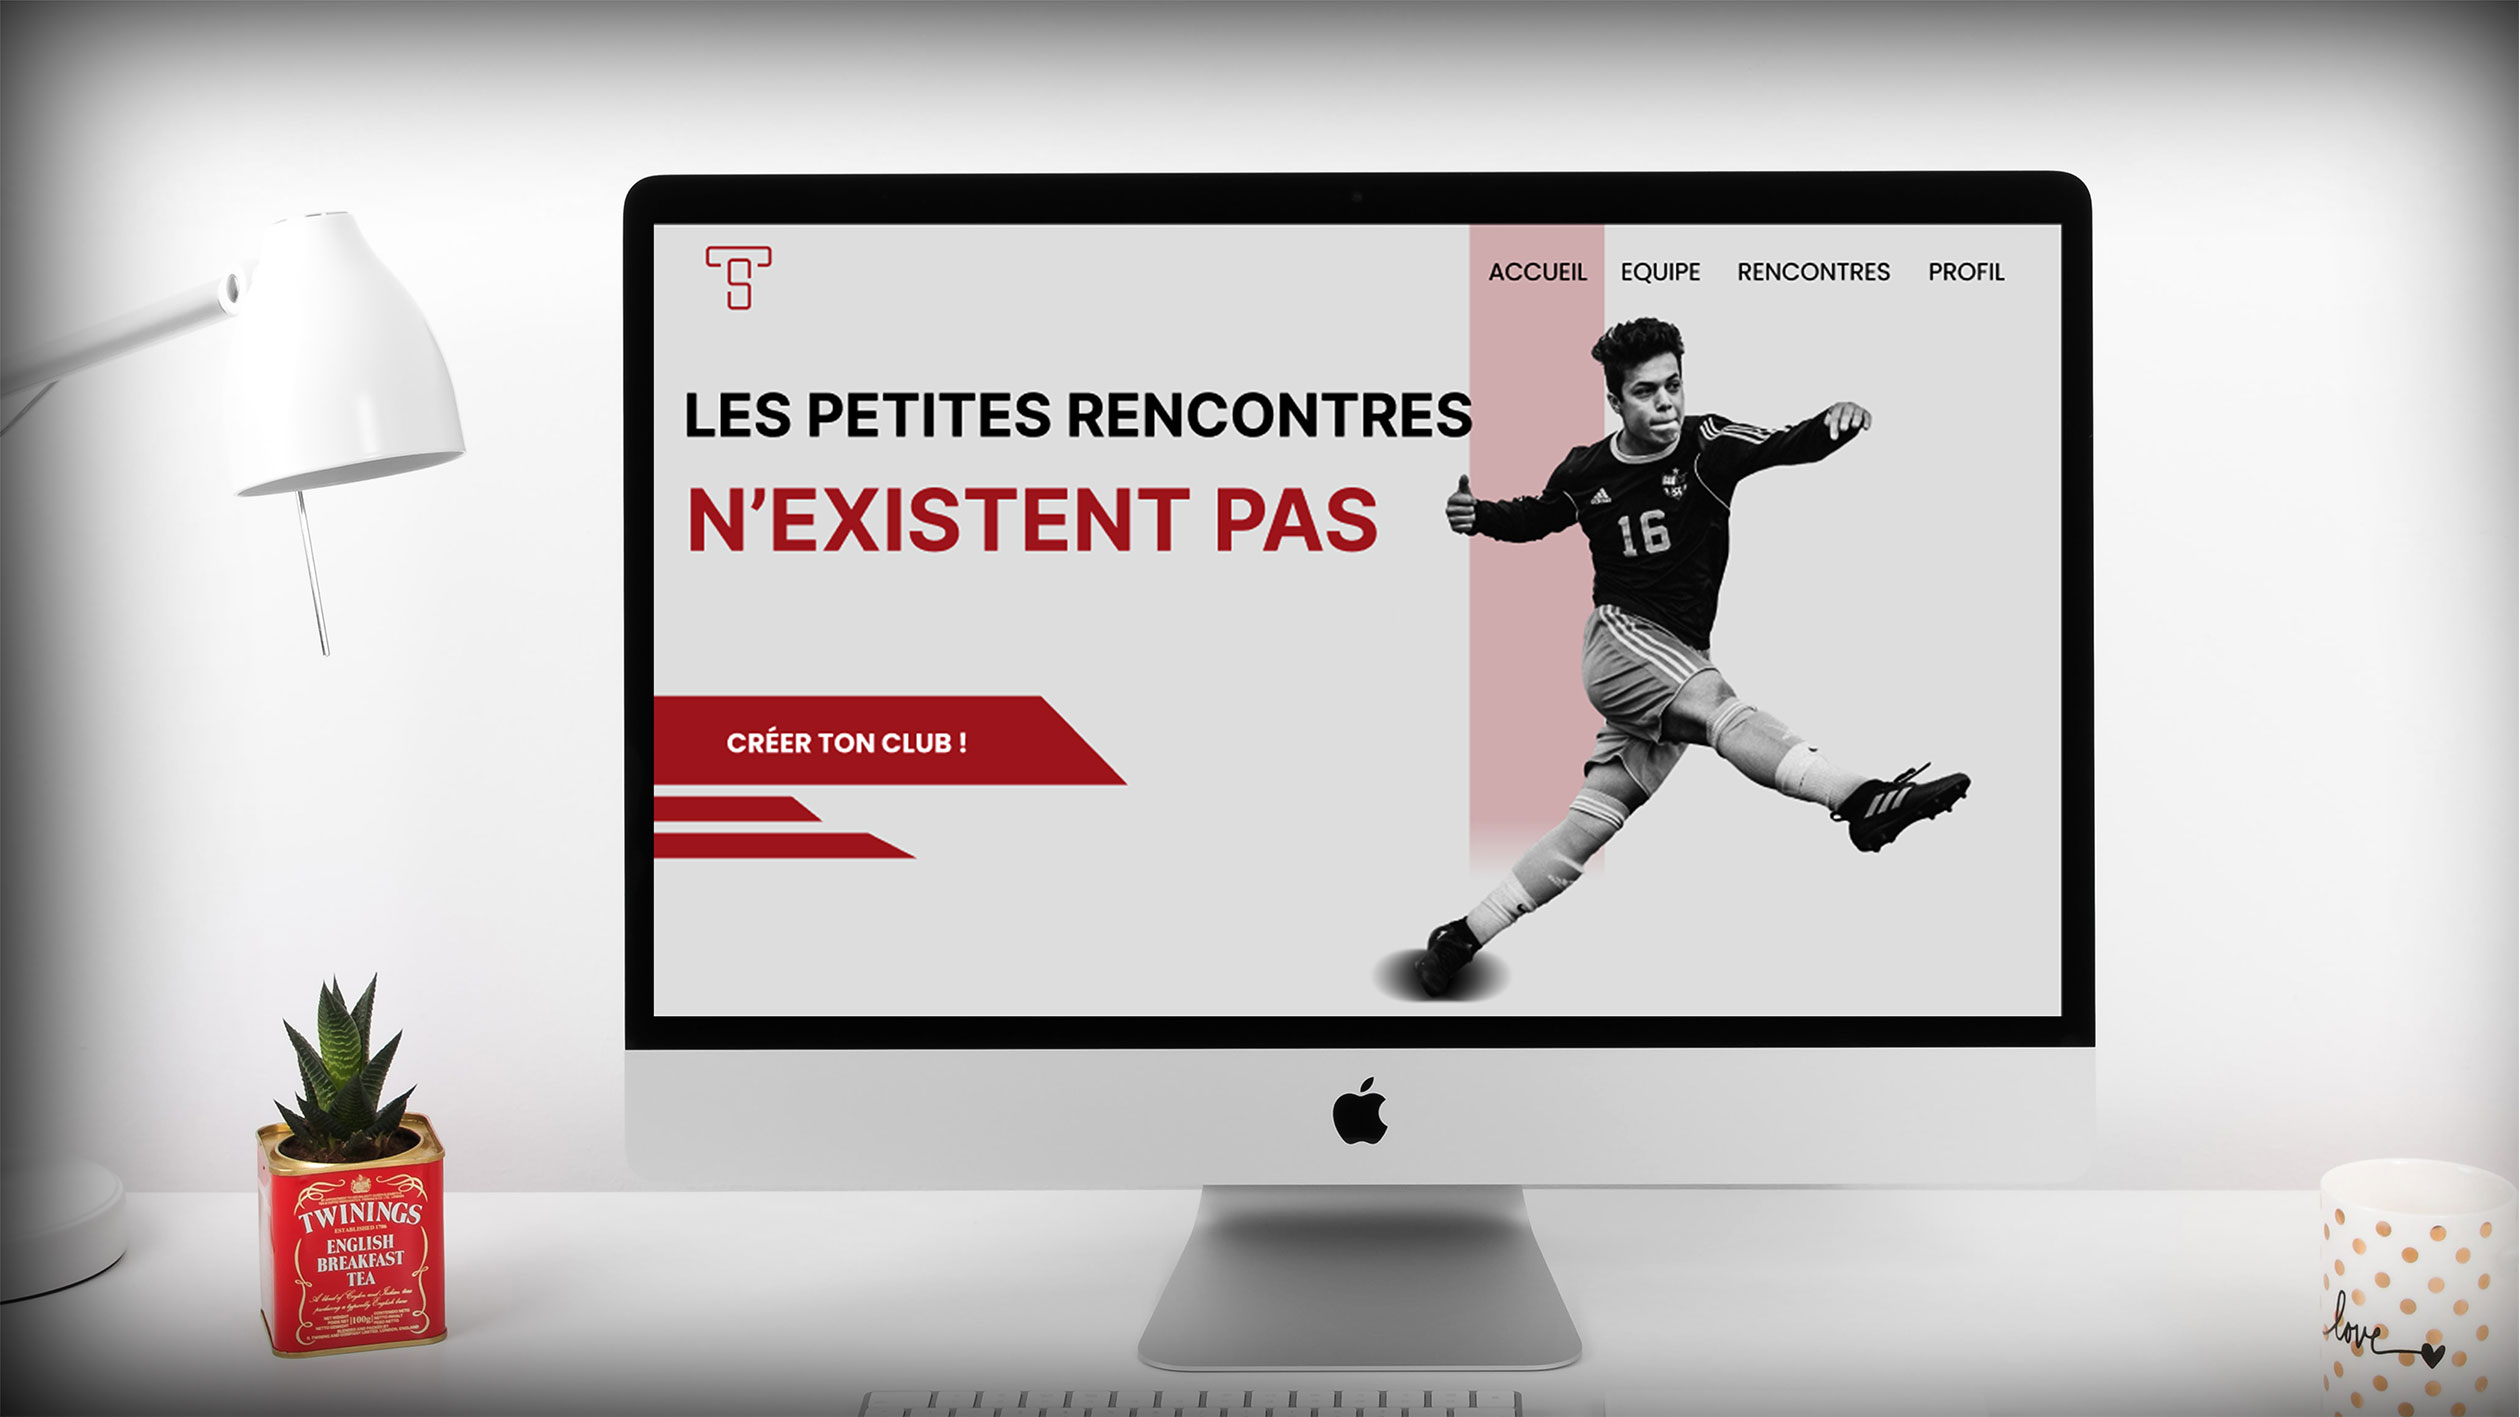 TS
ACCUEIL EQUIPE RENCONTRES PROFIL
LES PETITES RENCONTRES
N’EXISTENT PAS
16
CRÉER TON CLUB !
TWININGS
ESTABLISHED 1706
ENGLISH
BREAKFAST
TEA
A blend of Ceylon and Indian teas
producing a typically English brew
100g
love